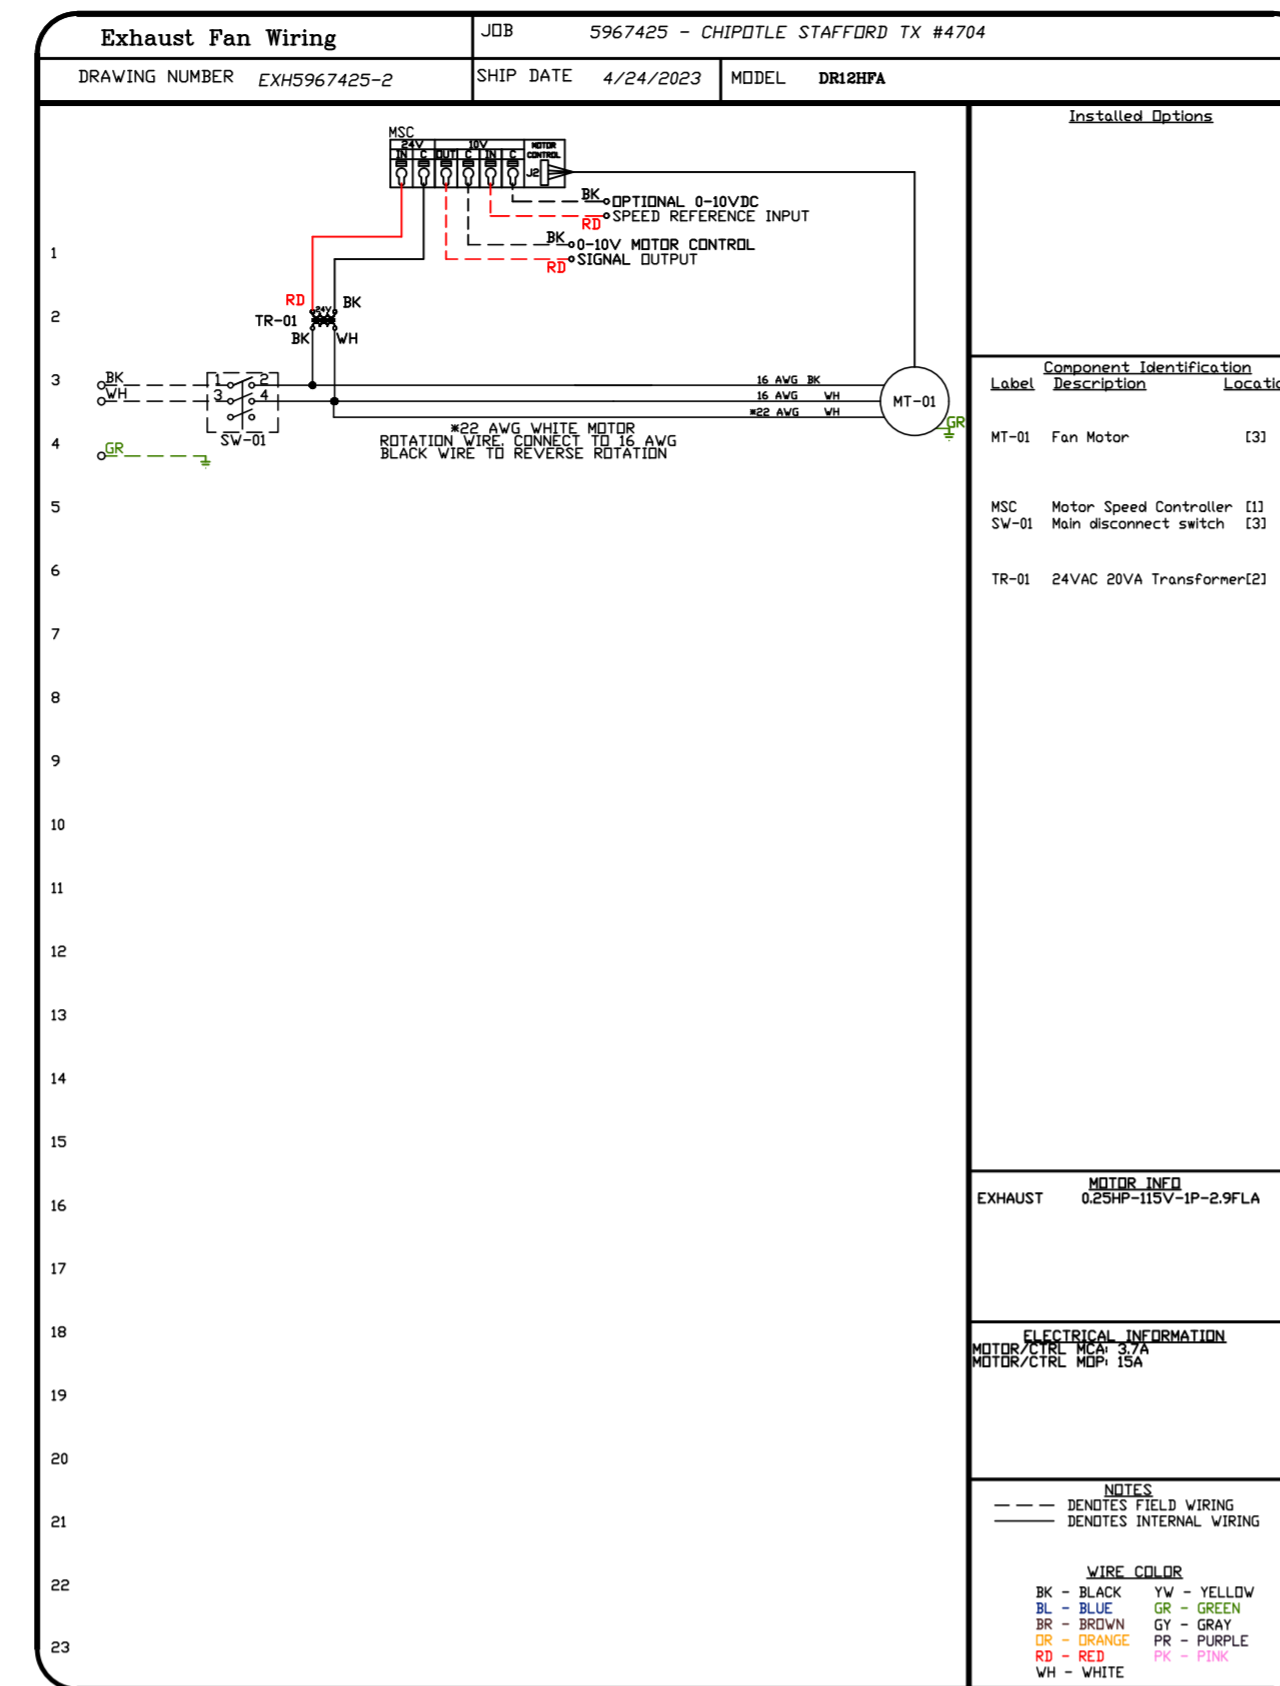 Exhaust Fan Wiring
JOB 5967425 - CHIPOTLE STAFFORD TX #4704
DRAWING NUMBER EXH5967425-2
SHIP DATE 4/24/2023
MODEL DR12HFA
MSC
24V 10V MOTOR
IN C OUT C IN C CONTROL
J2
BK OPTIONAL 0-10VDC
RD SPEED REFERENCE INPUT
BK 0-10V MOTOR CONTROL
RD SIGNAL OUTPUT
RD BK
24V
TR-01
BK WH
BK 1 2
WH 3 4
SW-01
GR
16 AWG BK
16 AWG WH
*22 AWG WH
MT-01
GR
*22 AWG WHITE MOTOR
ROTATION WIRE. CONNECT TO 16 AWG
BLACK WIRE TO REVERSE ROTATION
1
2
3
4
5
6
7
8
9
10
11
12
13
14
15
16
17
18
19
20
21
22
23
Installed Options
Component Identification
Label Description Locatio
MT-01 Fan Motor [3]
MSC Motor Speed Controller [1]
SW-01 Main disconnect switch [3]
TR-01 24VAC 20VA Transformer[2]
MOTOR INFO
EXHAUST 0.25HP-115V-1P-2.9FLA
ELECTRICAL INFORMATION
MOTOR/CTRL MCA: 3.7A
MOTOR/CTRL MOP: 15A
NOTES
DENOTES FIELD WIRING
DENOTES INTERNAL WIRING
WIRE COLOR
BK - BLACK YW - YELLOW
BL - BLUE GR - GREEN
BR - BROWN GY - GRAY
OR - ORANGE PR - PURPLE
RD - RED PK - PINK
WH - WHITE